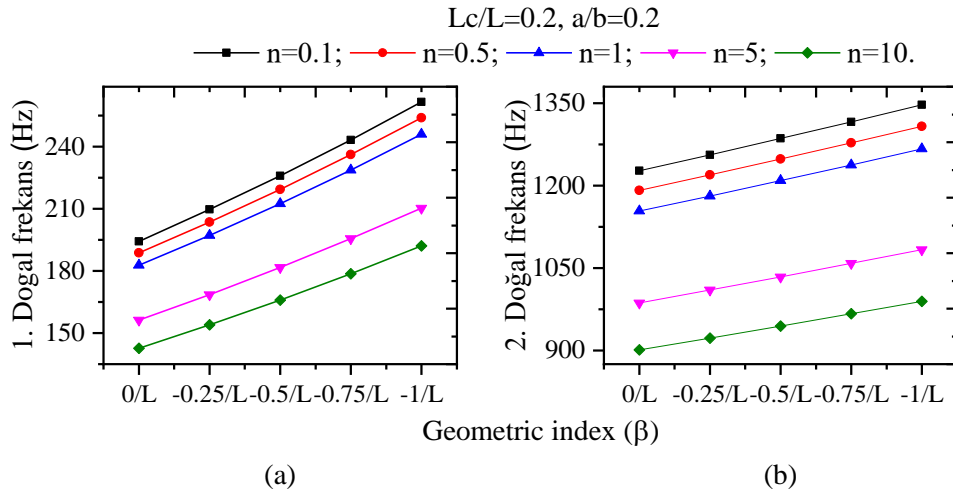 Lc/L=0.2, a/b=0.2
n=0.1; n=0.5; n=1; n=5; n=10.
1. Dogal frekans (Hz)
240
210
180
150
0/L -0.25/L -0.5/L -0.75/L -1/L
2. Doğal frekans (Hz)
1350
1200
1050
900
0/L -0.25/L -0.5/L -0.75/L -1/L
Geometric index (β)
(a) (b)